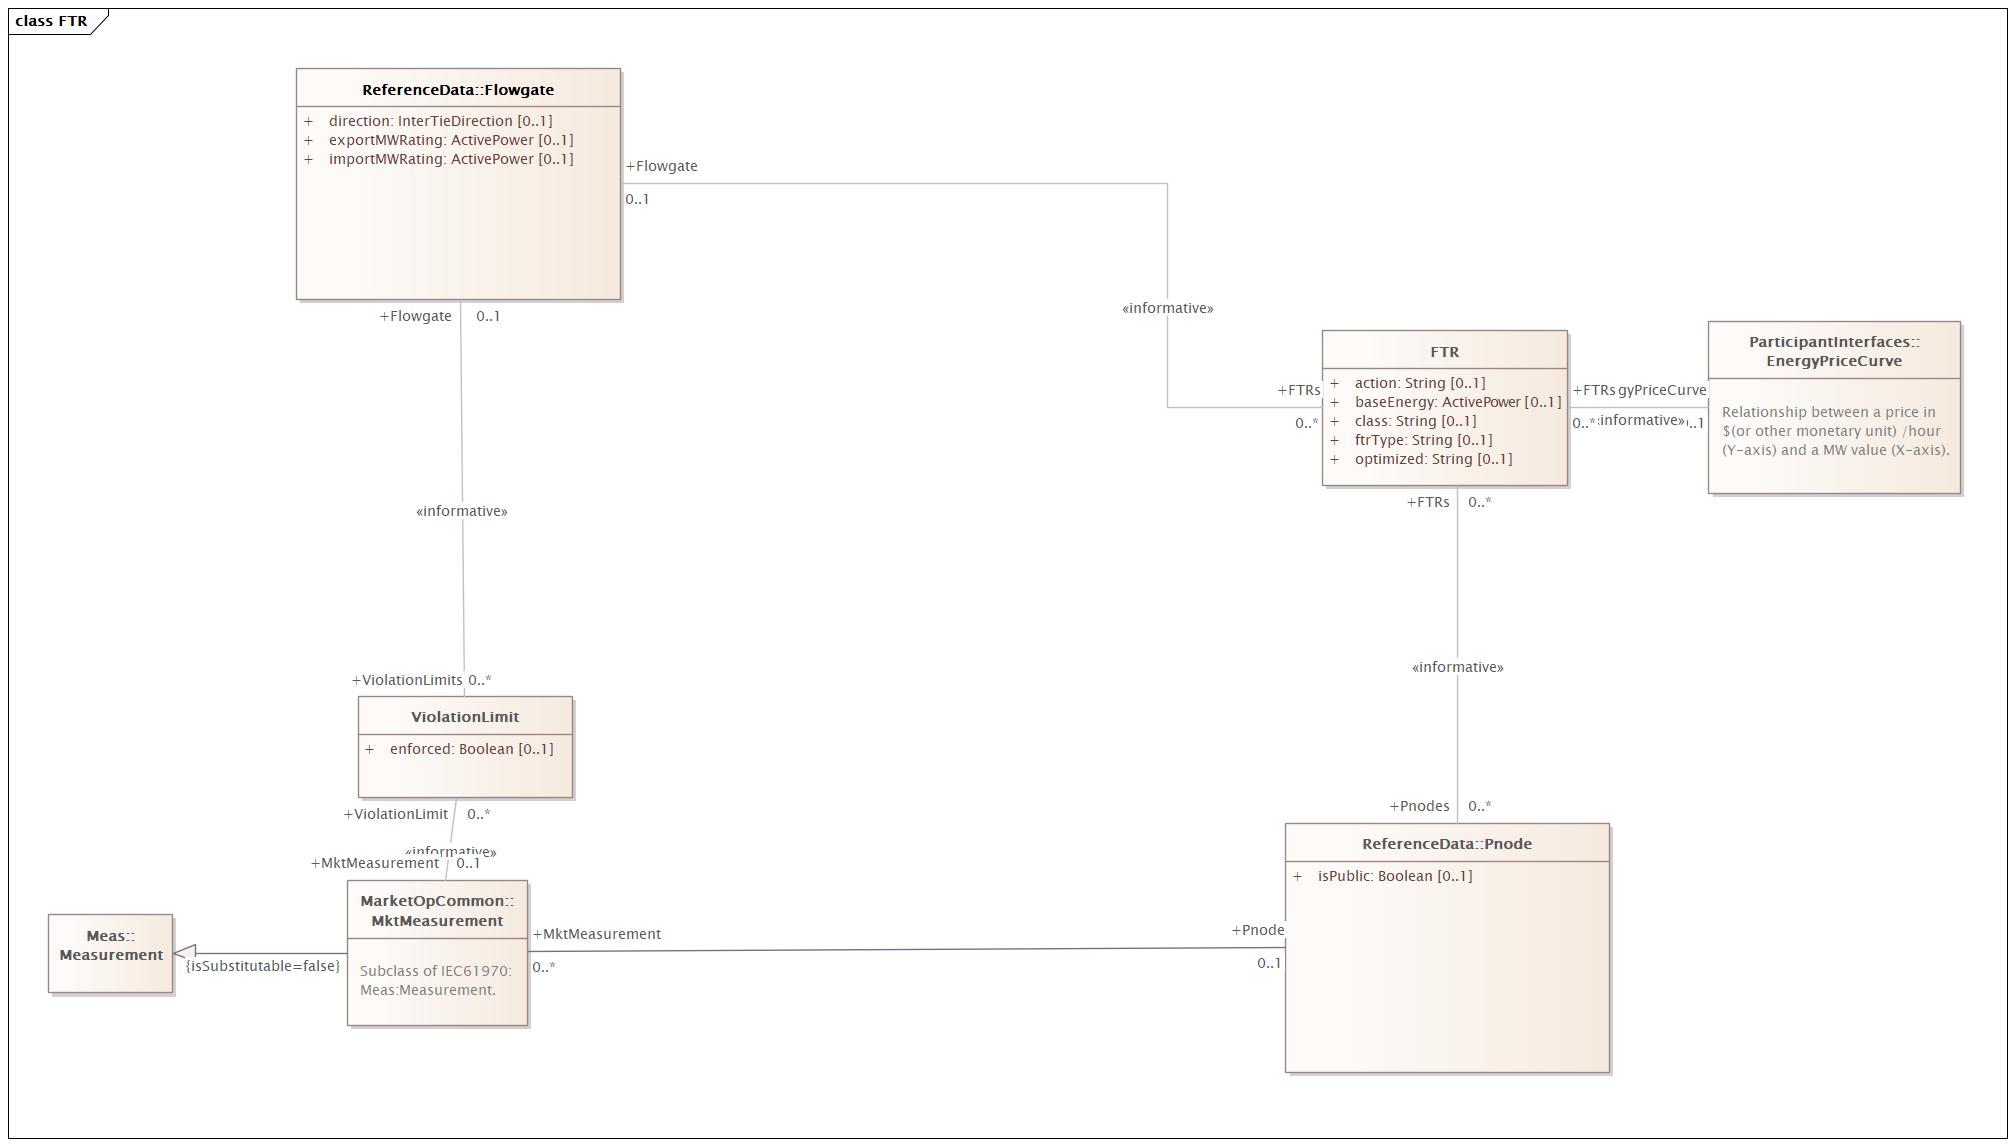 class FTR
ReferenceData::Flowgate
+ direction: InterTieDirection [0..1]
+ exportMWRating: ActivePower [0..1]
+ importMWRating: ActivePower [0..1]
+Flowgate
0..1
«informative»
+FTRs
0..*
FTR
+ action: String [0..1]
+ baseEnergy: ActivePower [0..1]
+ class: String [0..1]
+ ftrType: String [0..1]
+ optimized: String [0..1]
+FTRs gyPriceCurve
0..* informative» ..1
ParticipantInterfaces::
EnergyPriceCurve
Relationship between a price in
$(or other monetary unit) /hour
(Y-axis) and a MW value (X-axis).
+Flowgate 0..1
«informative»
+ViolationLimits 0..*
ViolationLimit
+ enforced: Boolean [0..1]
+ViolationLimit 0..*
«informative»
+MktMeasurement 0..1
MarketOpCommon::
MktMeasurement
Subclass of IEC61970:
Meas:Measurement.
Meas::
Measurement
{isSubstitutable=false}
+MktMeasurement
0..*
+Pnode
0..1
+FTRs 0..*
«informative»
+Pnodes 0..*
ReferenceData::Pnode
+ isPublic: Boolean [0..1]